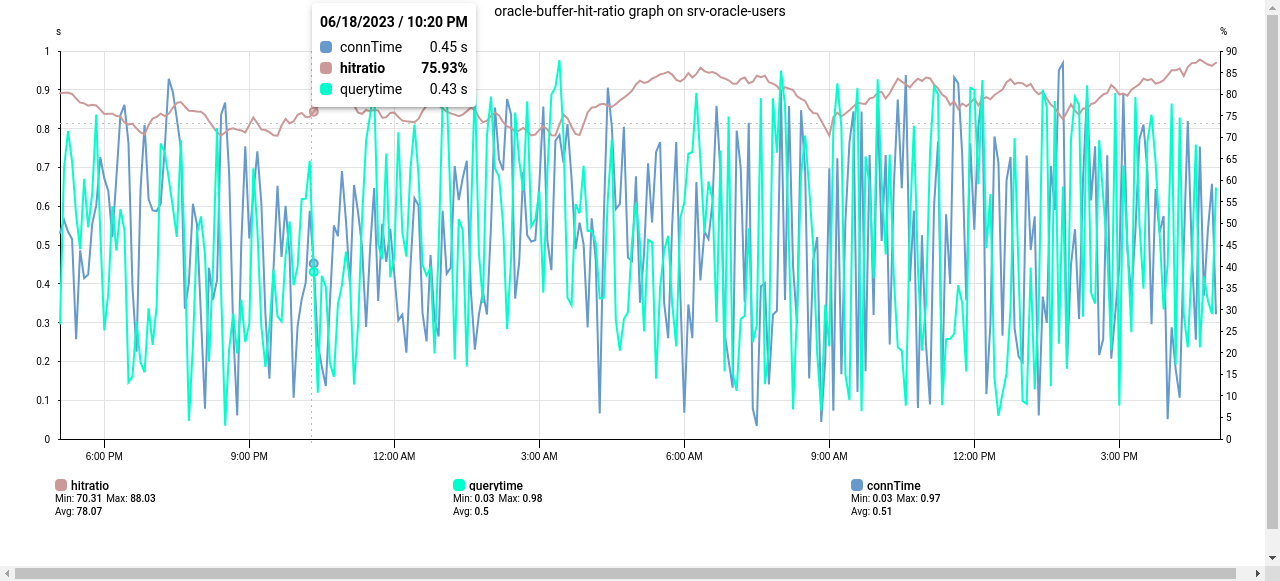 oracle-buffer-hit-ratio graph on srv-oracle-users
06/18/2023 / 10:20 PM
connTime 0.45 s
hitratio 75.93%
querytime 0.43 s
s
%
1
0.9
0.8
0.7
0.6
0.5
0.4
0.3
0.2
0.1
0
90
85
80
75
70
65
60
55
50
45
40
35
30
25
20
15
10
5
0
6:00 PM 9:00 PM 12:00 AM 3:00 AM 6:00 AM 9:00 AM 12:00 PM 3:00 PM
hitratio
Min: 70.31 Max: 88.03
Avg: 78.07
querytime
Min: 0.03 Max: 0.98
Avg: 0.5
connTime
Min: 0.03 Max: 0.97
Avg: 0.51